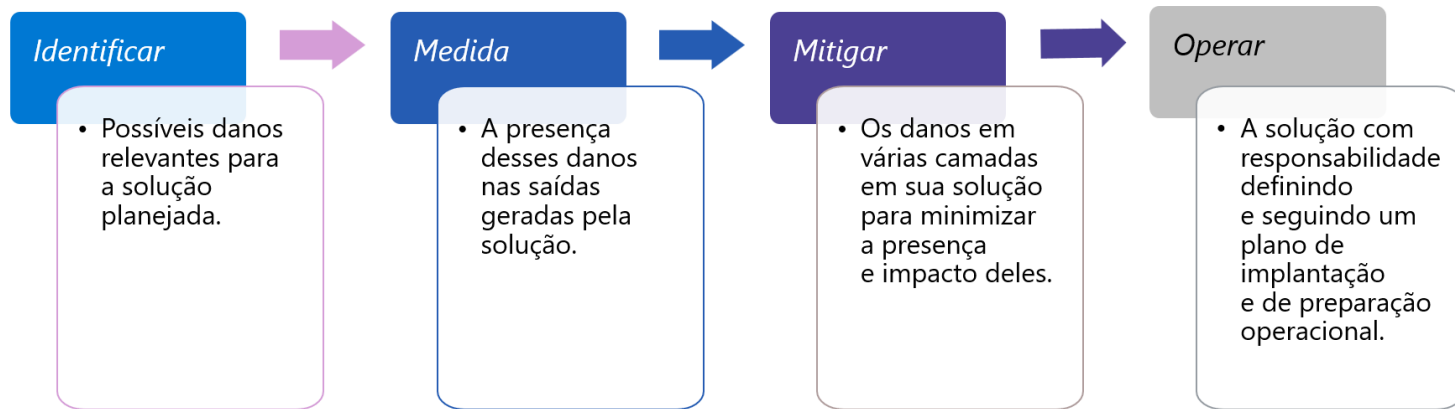 Identificar
• Possíveis danos
relevantes para
a solução
planejada.
Medida
• A presença
desses danos
nas saídas
geradas pela
solução.
Mitigar
• Os danos em
várias camadas
em sua solução
para minimizar
a presença
e impacto deles.
Operar
• A solução com
responsabilidade
definindo
e seguindo um
plano de
implantação
e de preparação
operacional.